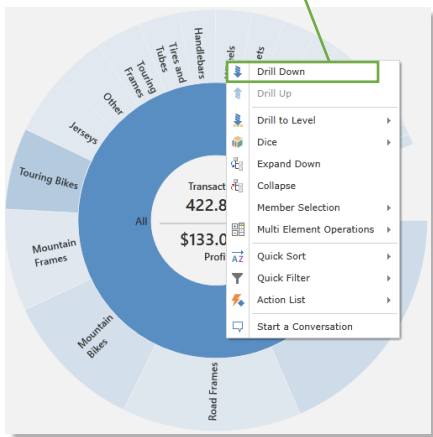 Handlebars
Tires and
Tubes
Touring
Frames
Other
Jerseys
Touring Bikes
Mountain
Frames
Mountain
Bikes
Road Frames
All
Transact
422.8
$133.0
Profi
Drill Down
Drill Up
Drill to Level
Dice
Expand Down
Collapse
Member Selection
Multi Element Operations
Quick Sort
Quick Filter
Action List
Start a Conversation